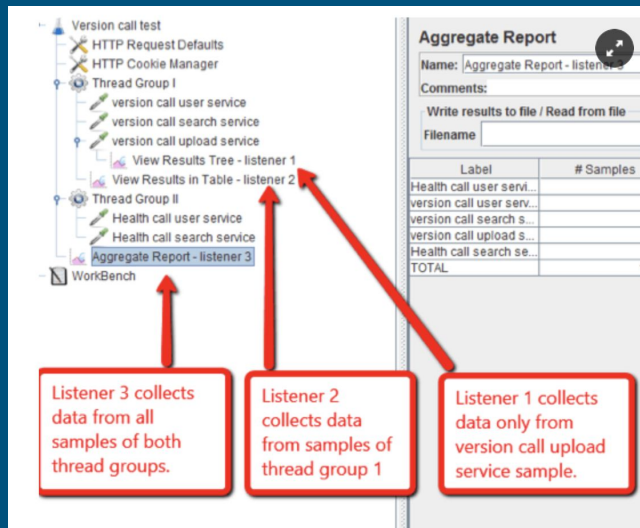 Version call test
HTTP Request Defaults
HTTP Cookie Manager
Thread Group I
version call user service
version call search service
version call upload service
View Results Tree - listener 1
View Results in Table - listener 2
Thread Group II
Health call user service
Health call search service
Aggregate Report - listener 3
WorkBench
Aggregate Report
Name: Aggregate Report - listener 3
Comments:
Write results to file / Read from file
Filename
Label # Samples
Health call user servi...
version call user serv...
version call search s...
version call upload s...
Health call search se...
TOTAL
Listener 3 collects
data from all
samples of both
thread groups.
Listener 2
collects data
from samples of
thread group 1
Listener 1 collects
data only from
version call upload
service sample.